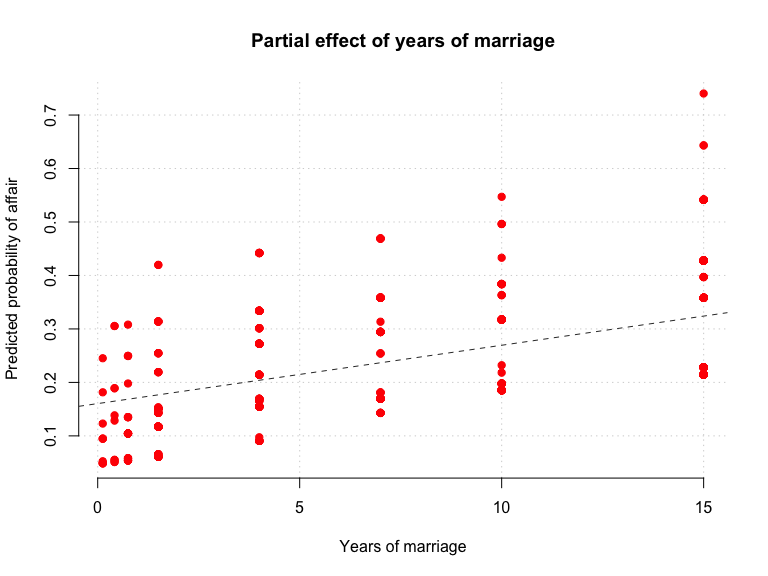 Partial effect of years of marriage
Predicted probability of affair
0.7
0.6
0.5
0.4
0.3
0.2
0.1
0 5 10 15
Years of marriage